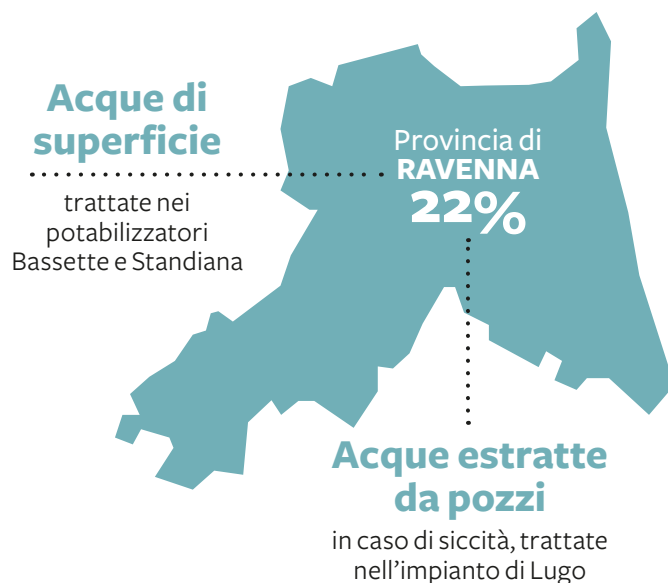 Acque di
superficie
trattate nei
potabilizzatori
Bassette e Standiana
Provincia di
RAVENNA
22%
Acque estratte
da pozzi
in caso di siccità, trattate
nell'impianto di Lugo